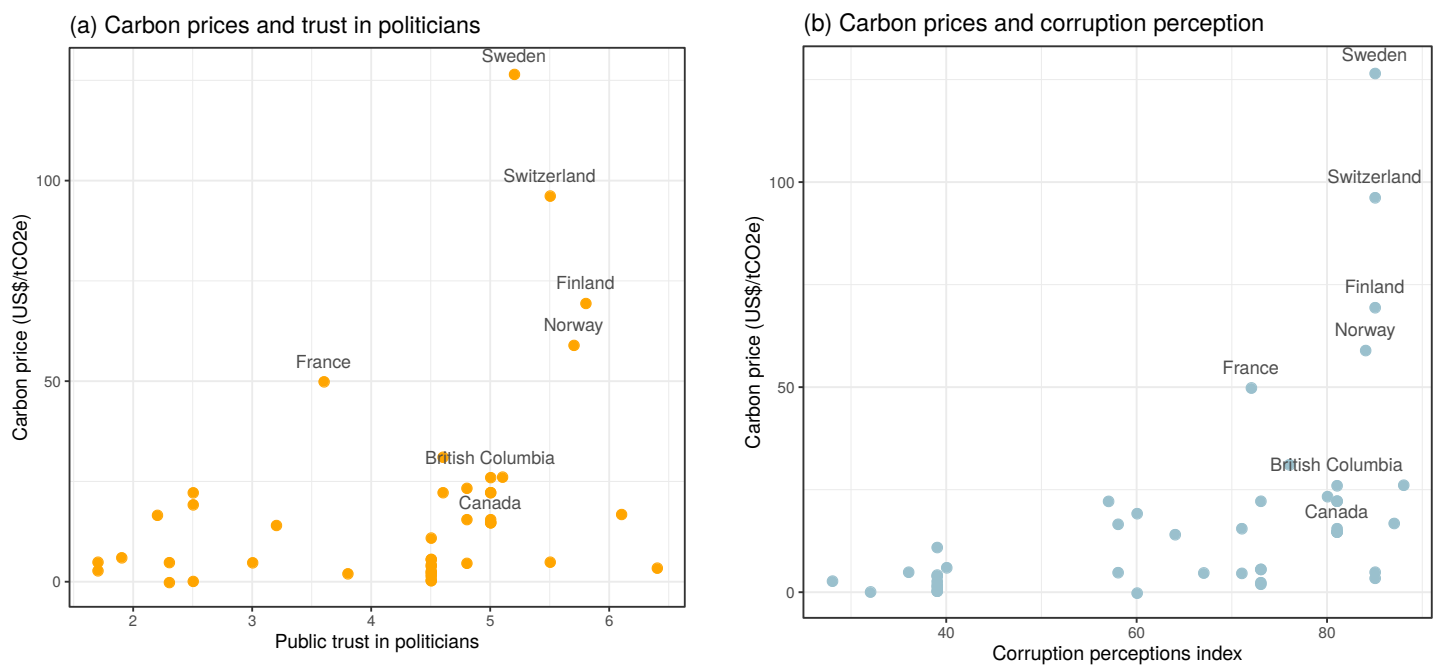 (a) Carbon prices and trust in politicians
Sweden
Switzerland
Finland
Norway
France
British Columbia
Canada
100
50
0
Carbon price (US$/tCO2e)
2 3 4 5 6
Public trust in politicians
(b) Carbon prices and corruption perception
Sweden
Switzerland
Finland
Norway
France
British Columbia
Canada
100
50
0
Carbon price (US$/tCO2e)
40 60 80
Corruption perceptions index